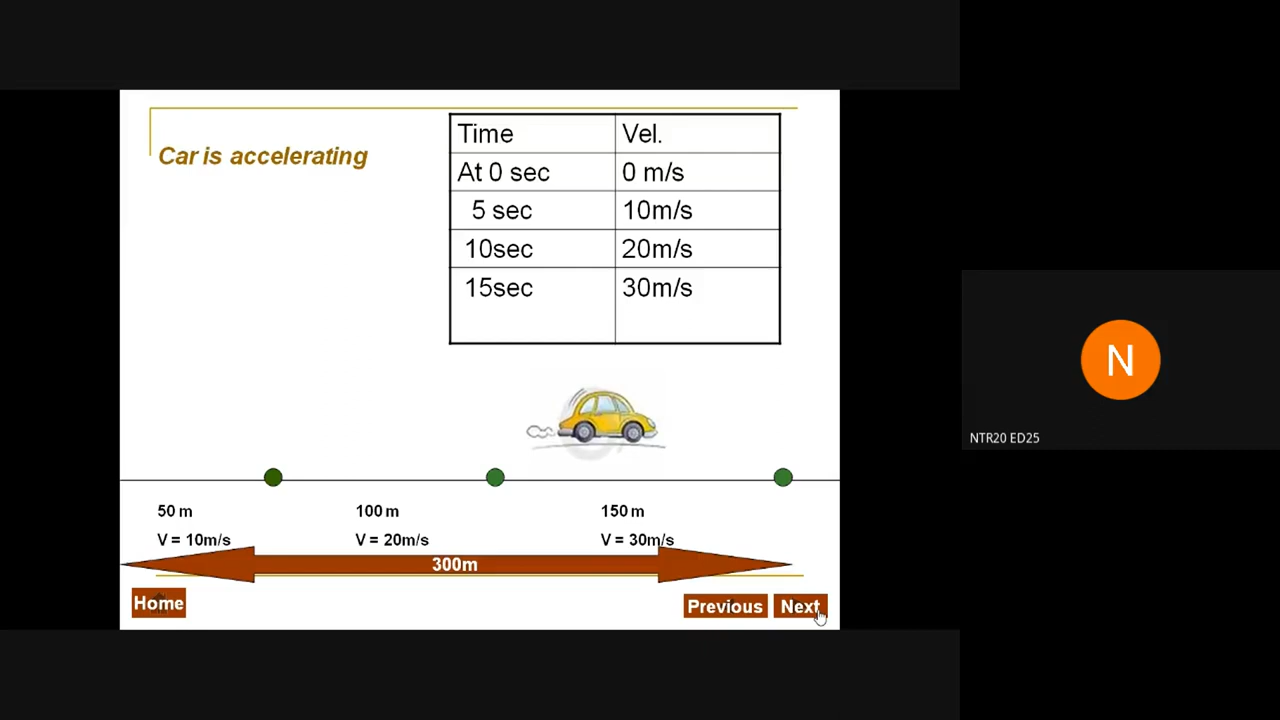 Car is accelerating
Time Vel.
At 0 sec 0 m/s
5 sec 10m/s
10sec 20m/s
15sec 30m/s
50 m 100 m 150 m
V = 10m/s V = 20m/s V = 30m/s
300m
Home Previous Next
N
NTR20 ED25